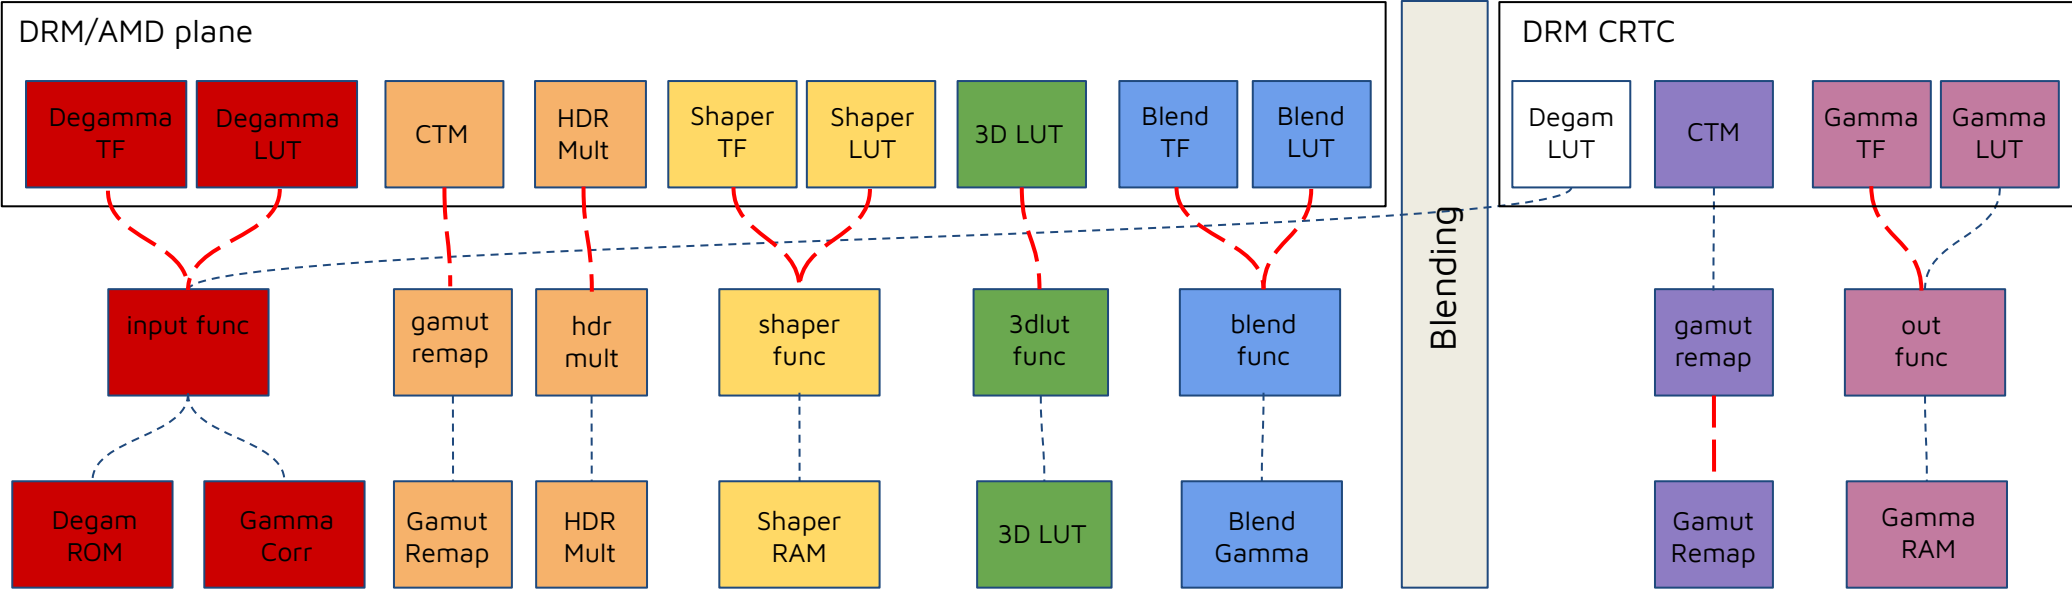 DRM/AMD plane
DRM CRTC
Degamma
TF
Degamma
LUT
CTM
HDR
Mult
Shaper
TF
Shaper
LUT
3D LUT
Blend
TF
Blend
LUT
Degam
LUT
CTM
Gamma
TF
Gamma
LUT
Blending
input func
gamut
remap
hdr
mult
shaper
func
3dlut
func
blend
func
gamut
remap
out
func
Degam
ROM
Gamma
Corr
Gamut
Remap
HDR
Mult
Shaper
RAM
3D LUT
Blend
Gamma
Gamut
Remap
Gamma
RAM